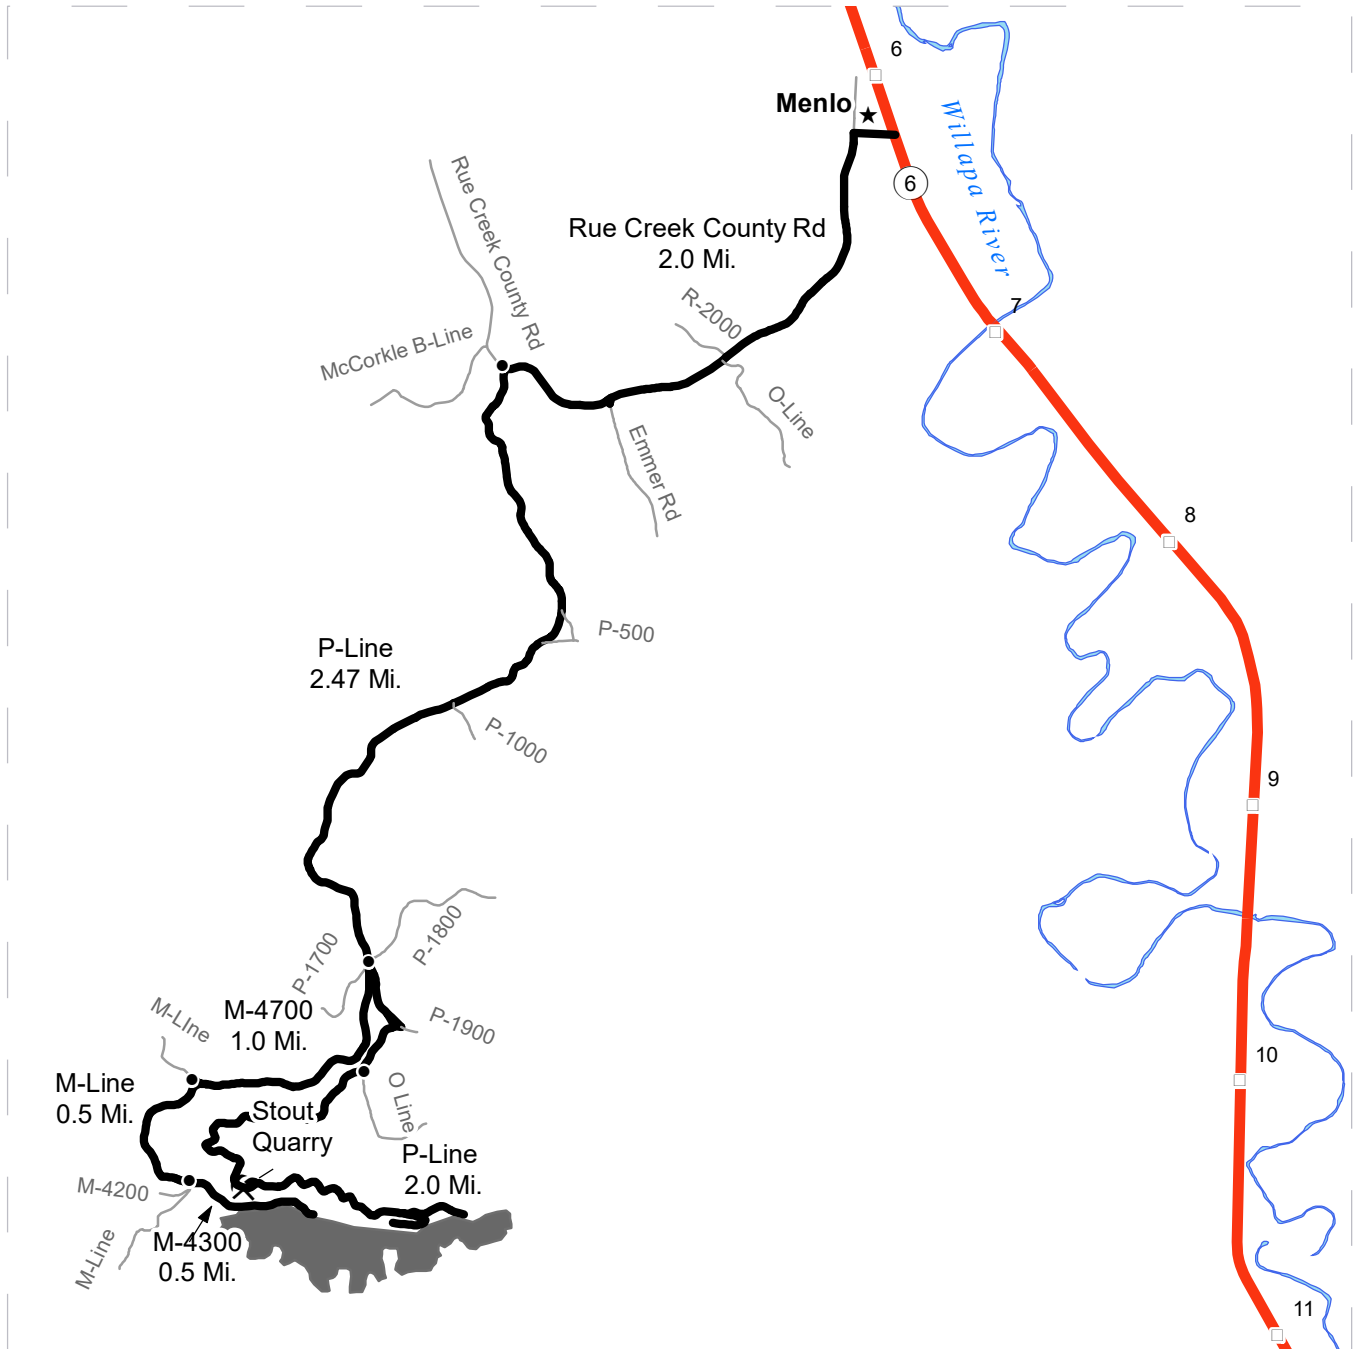 6
Menlo
6
Willapa River
Rue Creek County Rd
Rue Creek County Rd
2.0 Mi.
R-2000
7
McCorkle B-Line
O-Line
Emmer Rd
8
P-500
P-Line
2.47 Mi.
P-1000
9
P-1800
P-1700
M-LIne
M-4700
1.0 Mi.
P-1900
10
M-Line
0.5 Mi.
O Line
Stout
Quarry
P-Line
2.0 Mi.
M-4200
M-Line
M-4300
0.5 Mi.
11